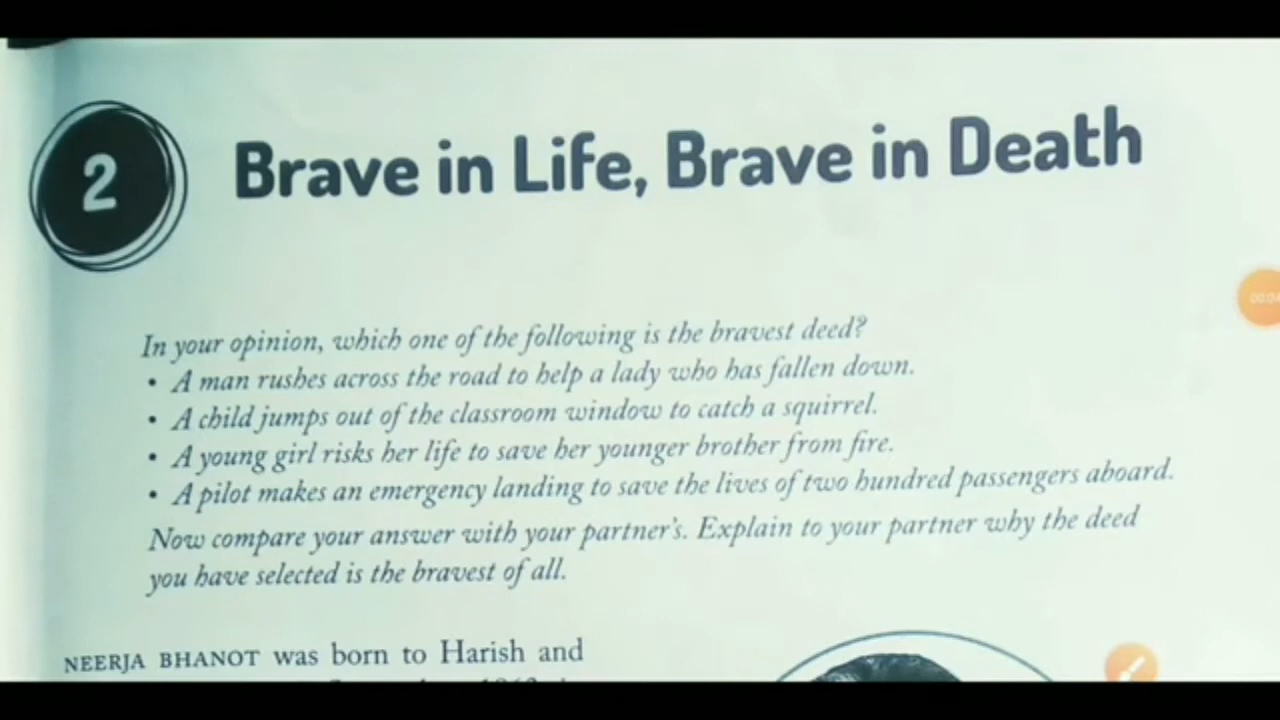 2
Brave in Life, Brave in Death
In your opinion, which one of the following is the bravest deed?
• A man rushes across the road to help a lady who has fallen down.
• A child jumps out of the classroom window to catch a squirrel.
• A young girl risks her life to save her younger brother from fire.
• A pilot makes an emergency landing to save the lives of two hundred passengers aboard.
Now compare your answer with your partner's. Explain to your partner why the deed
you have selected is the bravest of all.
NEERJA BHANOT was born to Harish and